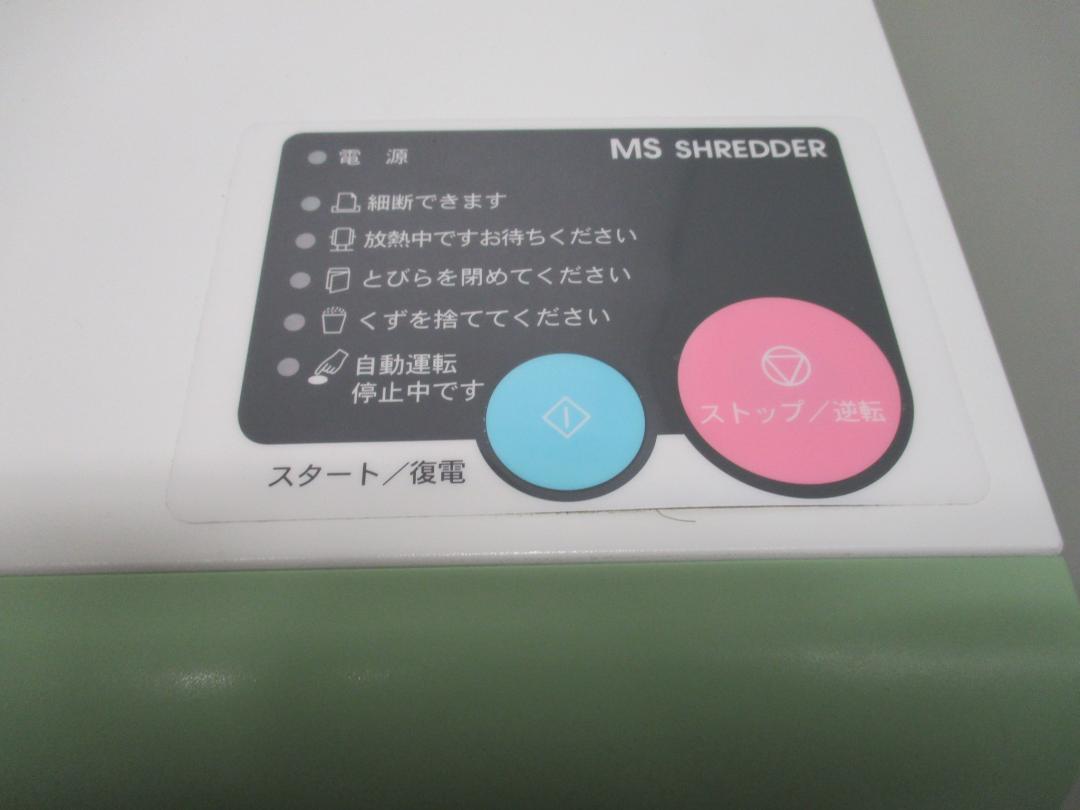 電 源
MS SHREDDER
細断できます
放熱中ですお待ちください
とびらを閉めてください
くずを捨ててください
自動運転
停止中です
スタート／復電
ストップ／逆転